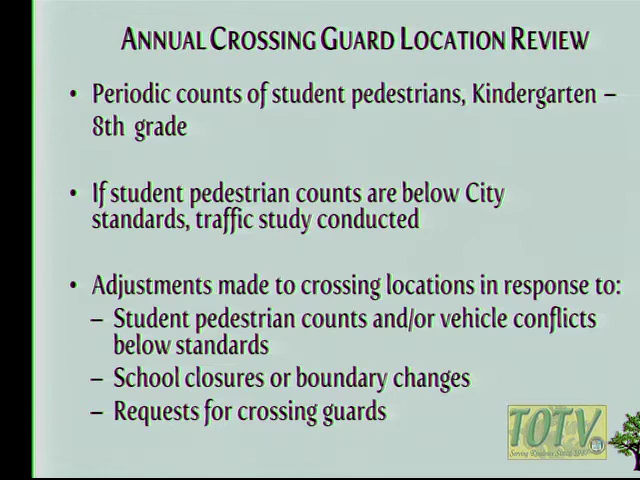 ANNUAL CROSSING GUARD LOCATION REVIEW
• Periodic counts of student pedestrians, Kindergarten –
8th grade
• If student pedestrian counts are below City
standards, traffic study conducted
• Adjustments made to crossing locations in response to:
– Student pedestrian counts and/or vehicle conflicts
below standards
– School closures or boundary changes
– Requests for crossing guards
TOTV
Serving Residents Since 1987